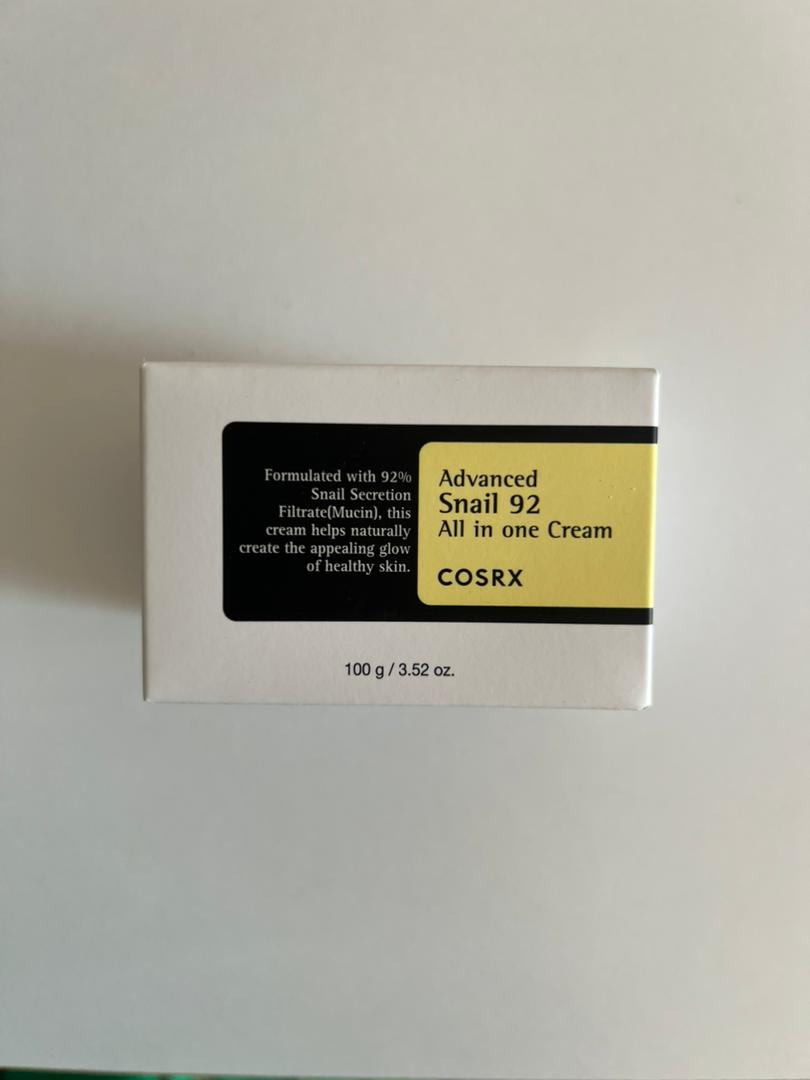 Formulated with 92%
Snail Secretion
Filtrate(Mucin), this
cream helps naturally
create the appealing glow
of healthy skin.
Advanced
Snail 92
All in one Cream
COSRX
100 g / 3.52 oz.